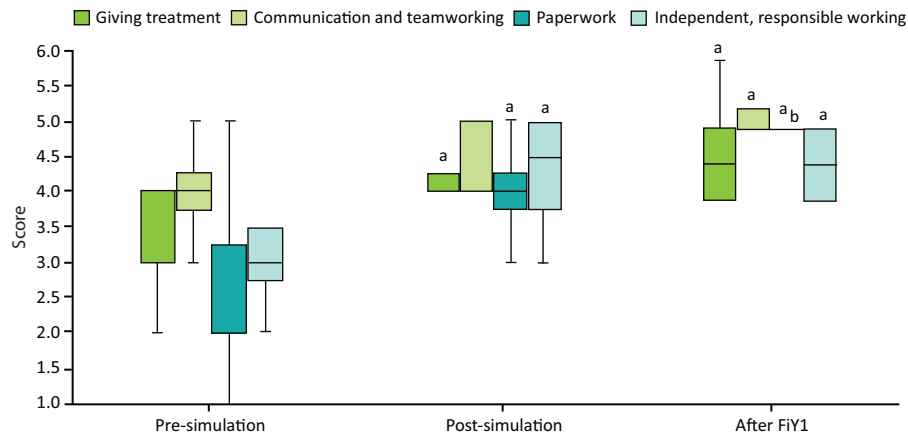 Giving treatment Communication and teamworking Paperwork Independent, responsible working
6.0
5.5
5.0
4.5
4.0
3.5
3.0
2.5
2.0
1.5
1.0
Score
a
a
a
a
a
a
b
a
Pre-simulation Post-simulation After FiY1